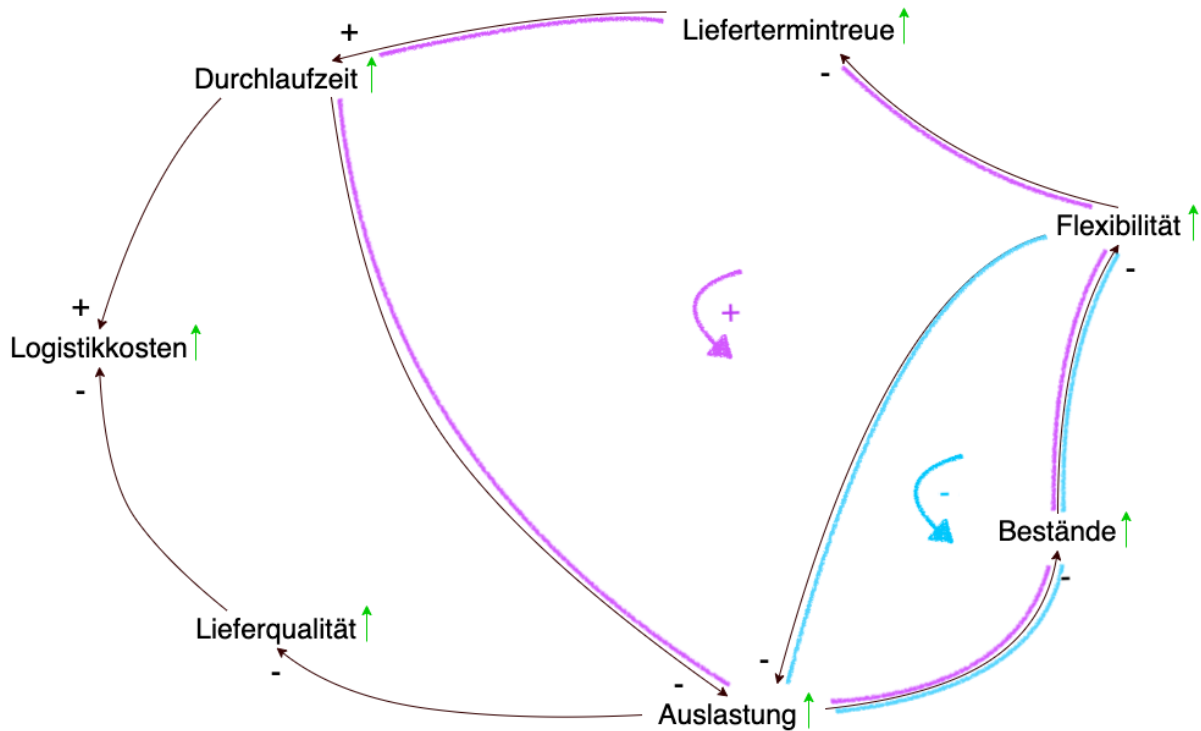 +
Liefertermintreue
Durchlaufzeit
-
Flexibilität
-
+
+
Logistikkosten
-
-
Bestände
-
Lieferqualität
-
-
-
Auslastung